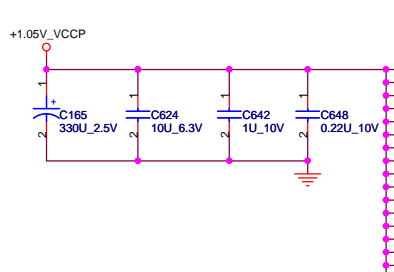 +1.05V_VCCP
1 1 1 1
+
C165 C624 C642 C648
330U_2.5V 10U_6.3V 1U_10V 0.22U_10V
2 2 2 2